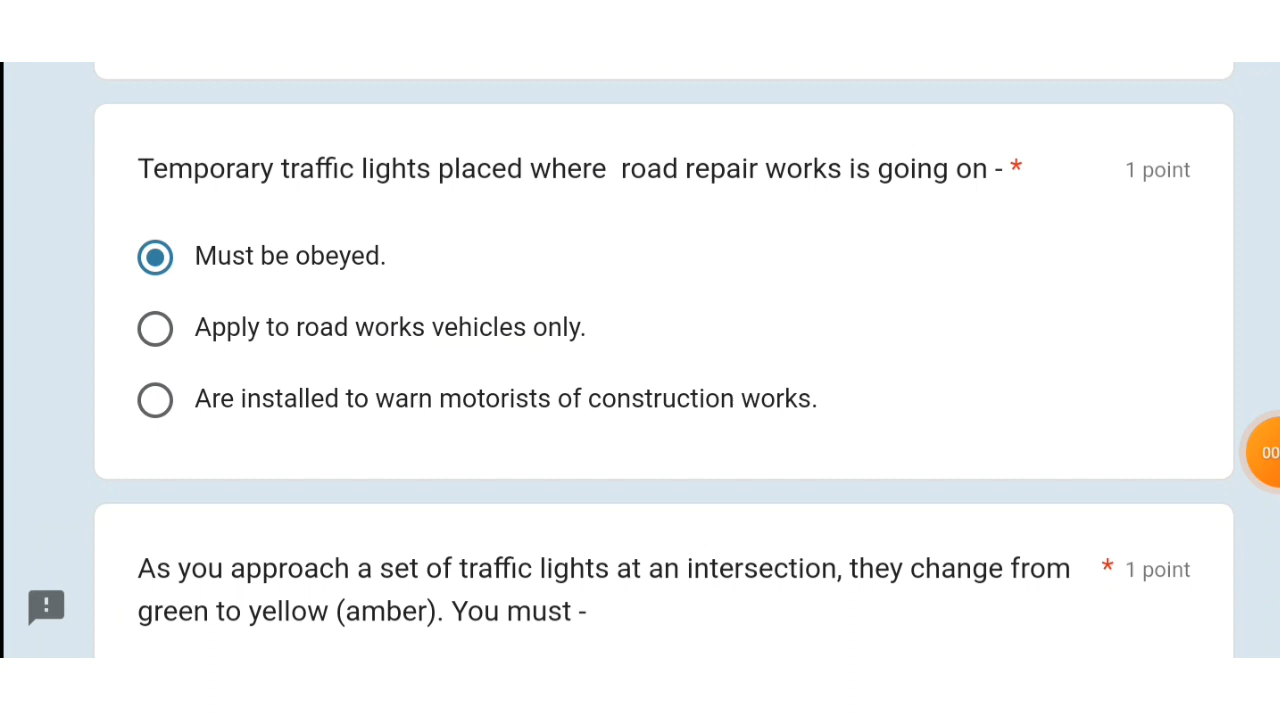 Temporary traffic lights placed where  road repair works is going on - *
1 point
Must be obeyed.
Apply to road works vehicles only.
Are installed to warn motorists of construction works.
00
As you approach a set of traffic lights at an intersection, they change from * 1 point
green to yellow (amber). You must -